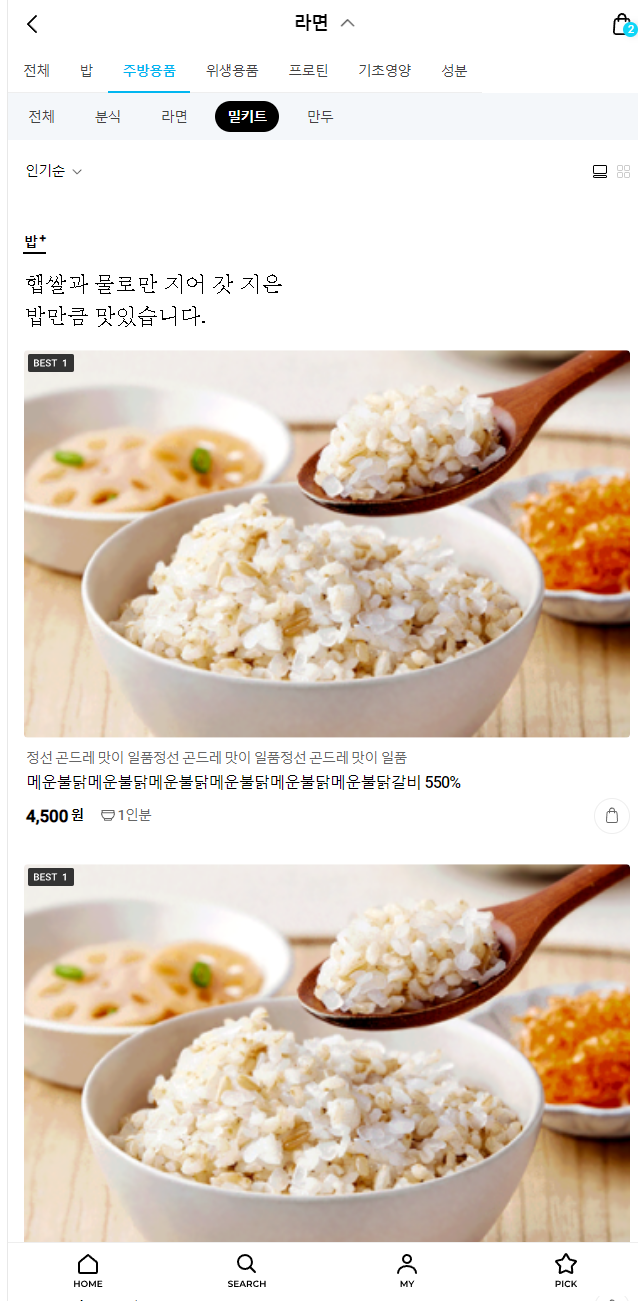 라면
2
전체 밥 주방용품 위생용품 프로틴 기초영양 성분
전체 분식 라면 밀키트 만두
인기순
밥+
햅쌀과 물로만 지어 갓 지은
밥만큼 맛있습니다.
BEST 1
정선 곤드레 맛이 일품정선 곤드레 맛이 일품정선 곤드레 맛이 일품
메운불닭메운불닭메운불닭메운불닭메운불닭메운불닭갈비 550%
4,500 원 1인분
BEST 1
HOME SEARCH MY PICK